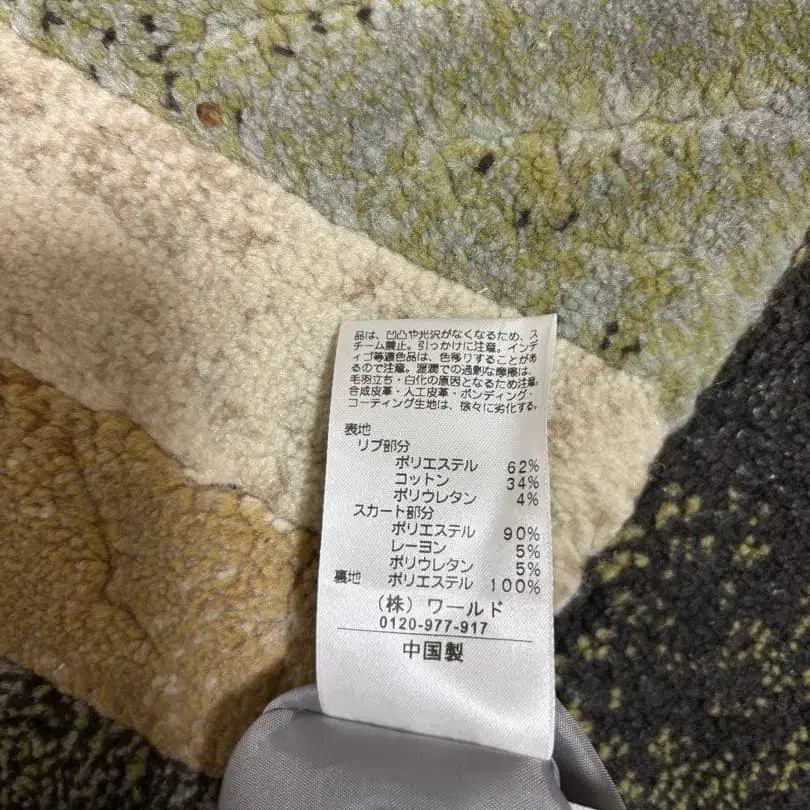 品は、凹凸や光沢がなくなるため、ス
チーム禁止。引っかけに注意。インデ
ィゴ等濃色品は、色移りすることがあ
るので注意。湿潤での過剰な摩擦は、
毛羽立ち・白化の原因となるため注意。
合成皮革・人工皮革・ボンディング・
コーティング生地は、徐々に劣化する。
表地
リブ部分
ポリエステル 62%
コットン 34%
ポリウレタン 4%
スカート部分
ポリエステル 90%
レーヨン 5%
ポリウレタン 5%
裏地 ポリエステル 100%
(株) ワールド
0120-977-917
中国製